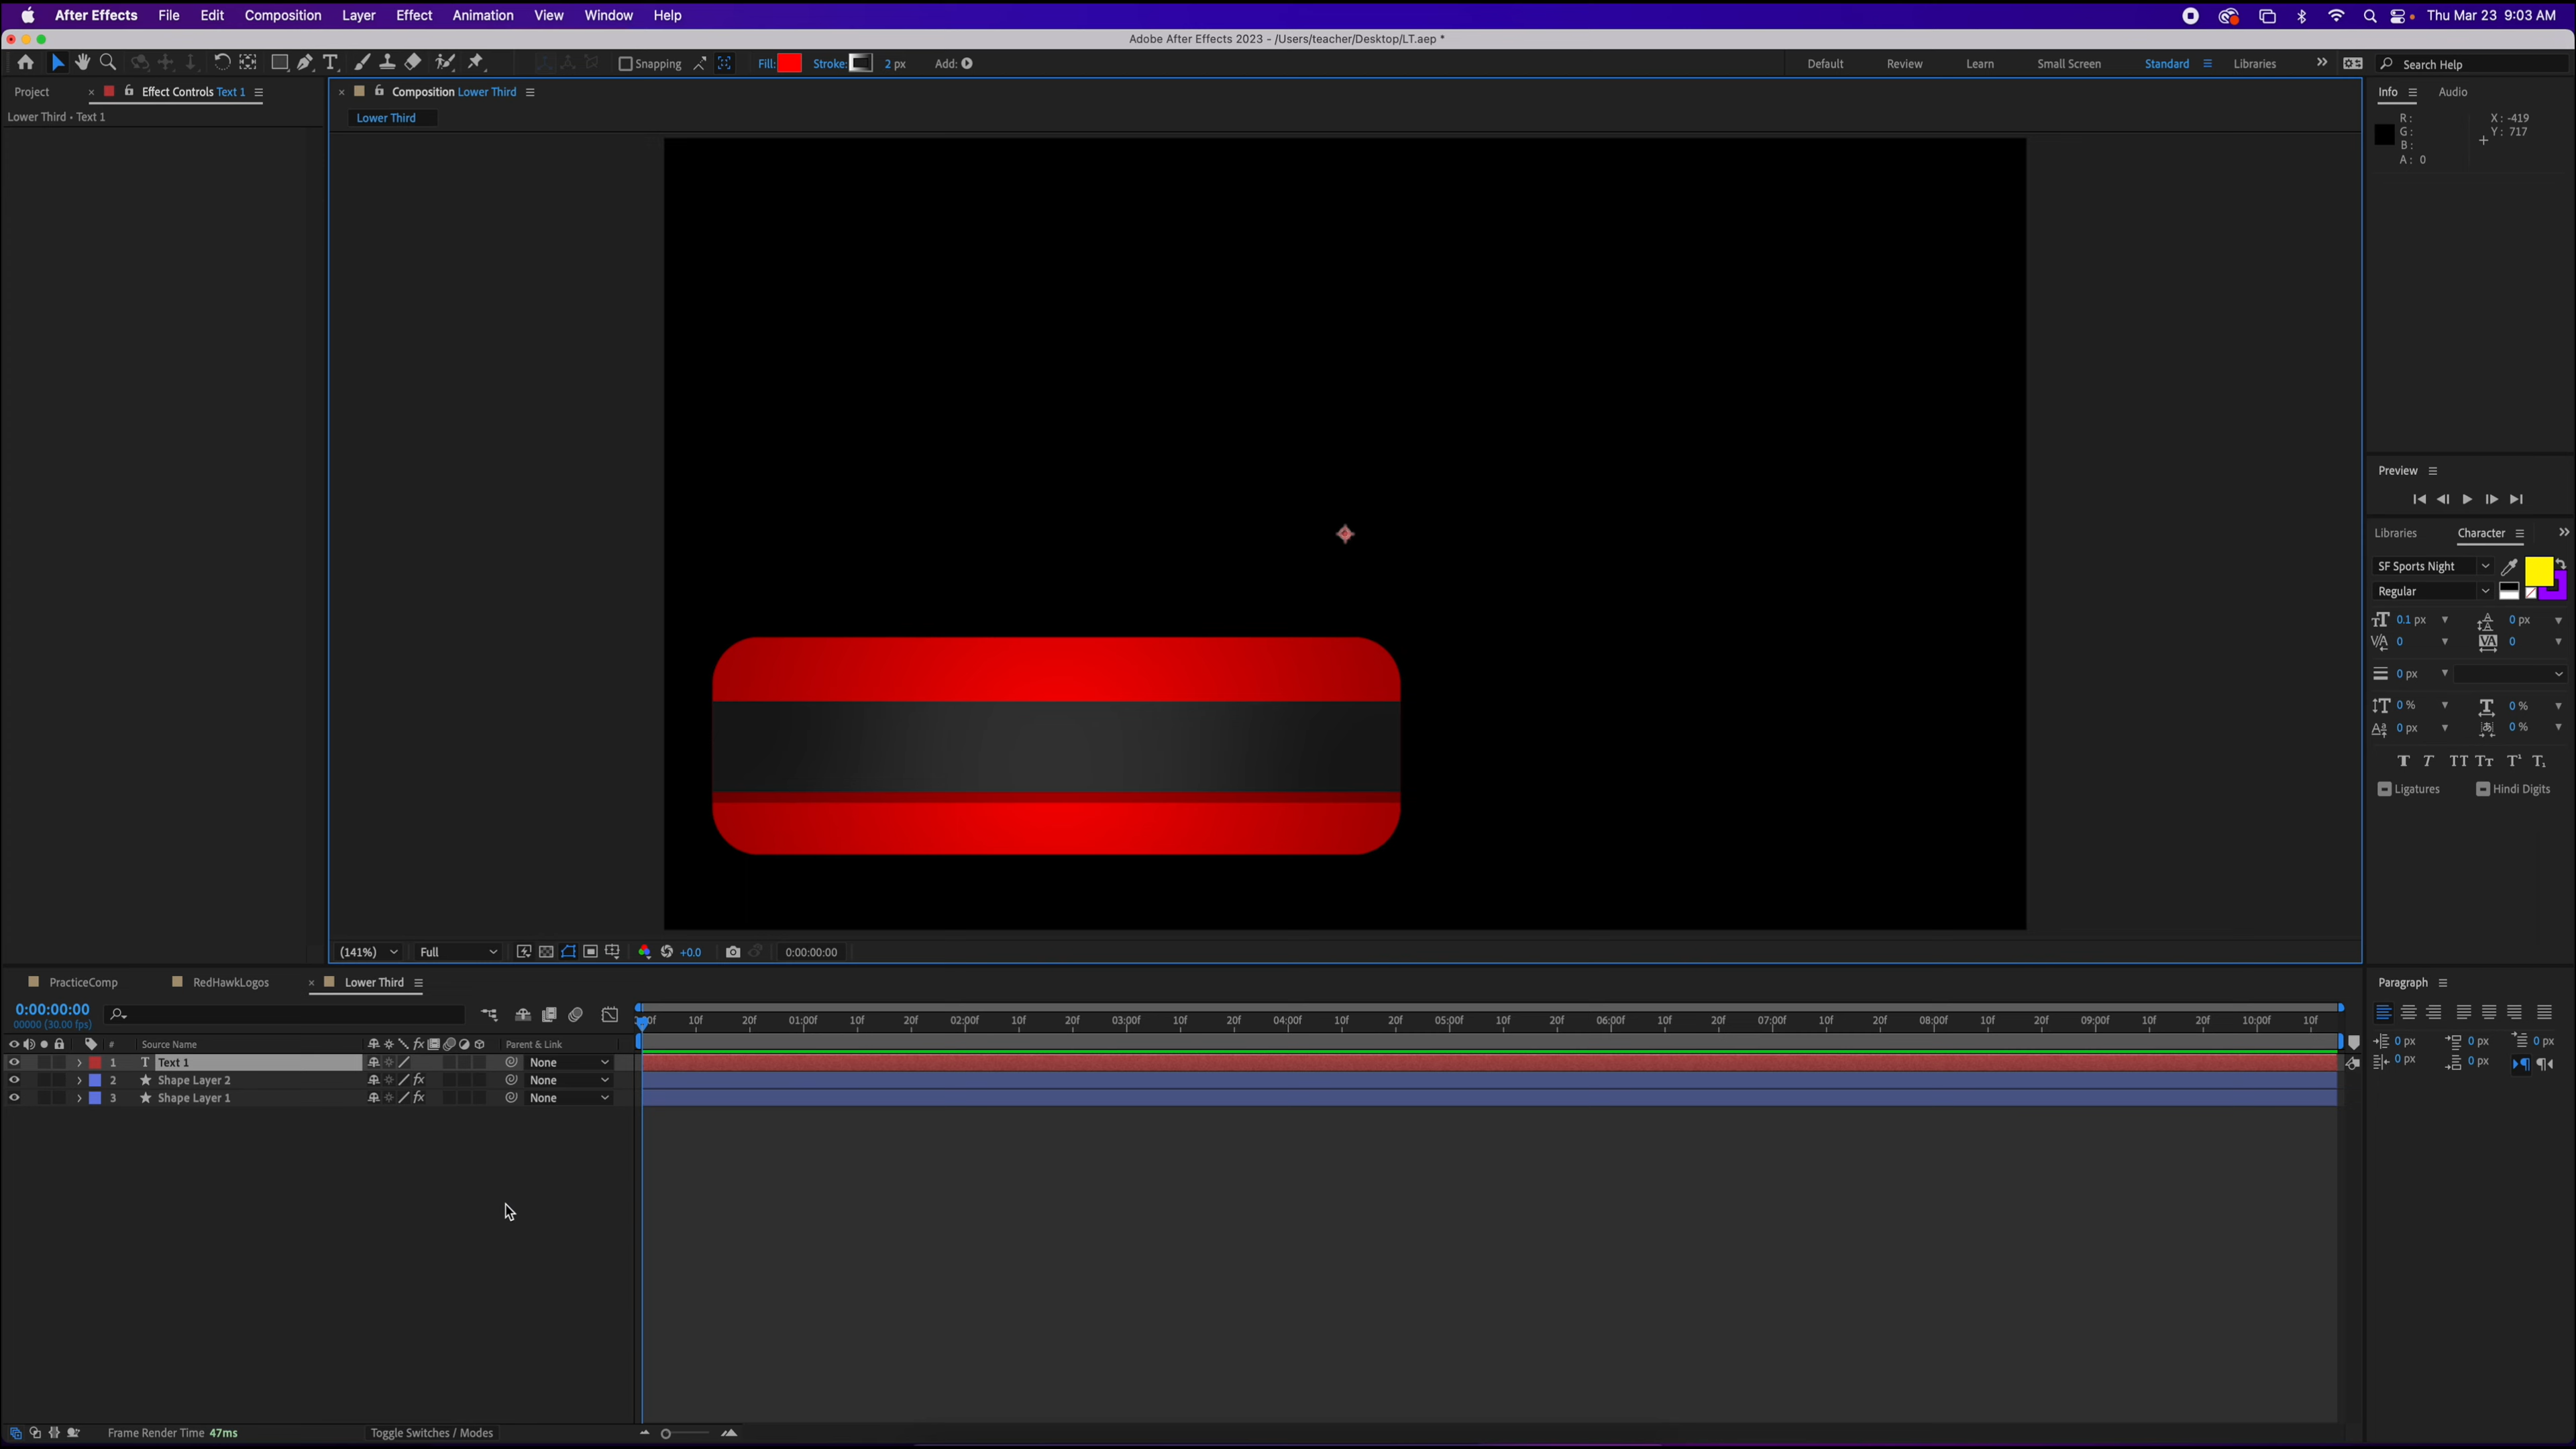 After Effects File Edit Composition Layer Effect Animation View Window Help Thu Mar 23 9:03 AM
Adobe After Effects 2023 - /Users/teacher/Desktop/LT.aep *
Snapping Fill: Stroke: 2 px Add: Default Review Learn Small Screen Standard Libraries Search Help
Project Effect Controls Text 1 Composition Lower Third Info Audio
Lower Third • Text 1 Lower Third
R: X: -419
G: Y: 717
B:
A: 0
Preview
Libraries Character
SF Sports Night
Regular
0.1 px 0 px
0 0
0 px
0 % 0 %
0 px 0 %
Ligatures Hindi Digits
(141%) Full +0.0 0:00:00:00
PracticeComp RedHawkLogos Lower Third Paragraph
0:00:00:00
00000 (30.00 fps)
10f 20f 01:00f 10f 20f 02:00f 10f 20f 03:00f 10f 20f 04:00f 10f 20f 05:00f 10f 20f 06:00f 10f 20f 07:00f 10f 20f 08:00f 10f 20f 09:00f 10f 20f 10:00f 10f
# Source Name Parent & Link
0 px 0 px 0 px
0 px 0 px
1 T Text 1 None
2 Shape Layer 2 fx None
3 Shape Layer 1 fx None
Frame Render Time 47ms Toggle Switches / Modes